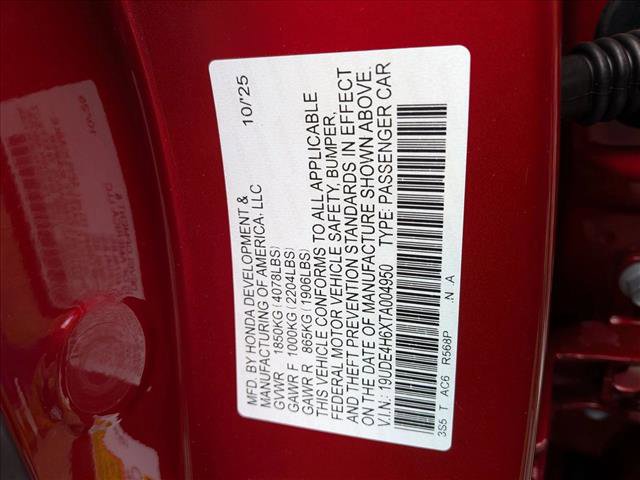 MFD. BY HONDA DEVELOPMENT & 10/'25
MANUFACTURING OF AMERICA, LLC
GVWR 1850KG (4078LBS)
GAWR F 1000KG (2204LBS)
GAWR R 865KG (1906LBS)
THIS VEHICLE CONFORMS TO ALL APPLICABLE
FEDERAL MOTOR VEHICLE SAFETY, BUMPER,
AND THEFT PREVENTION STANDARDS IN EFFECT
ON THE DATE OF MANUFACTURE SHOWN ABOVE.
V.I.N.: 19UDE4H6XTA004950 TYPE: PASSENGER CAR
3S5 T AC6 R568P .N .A